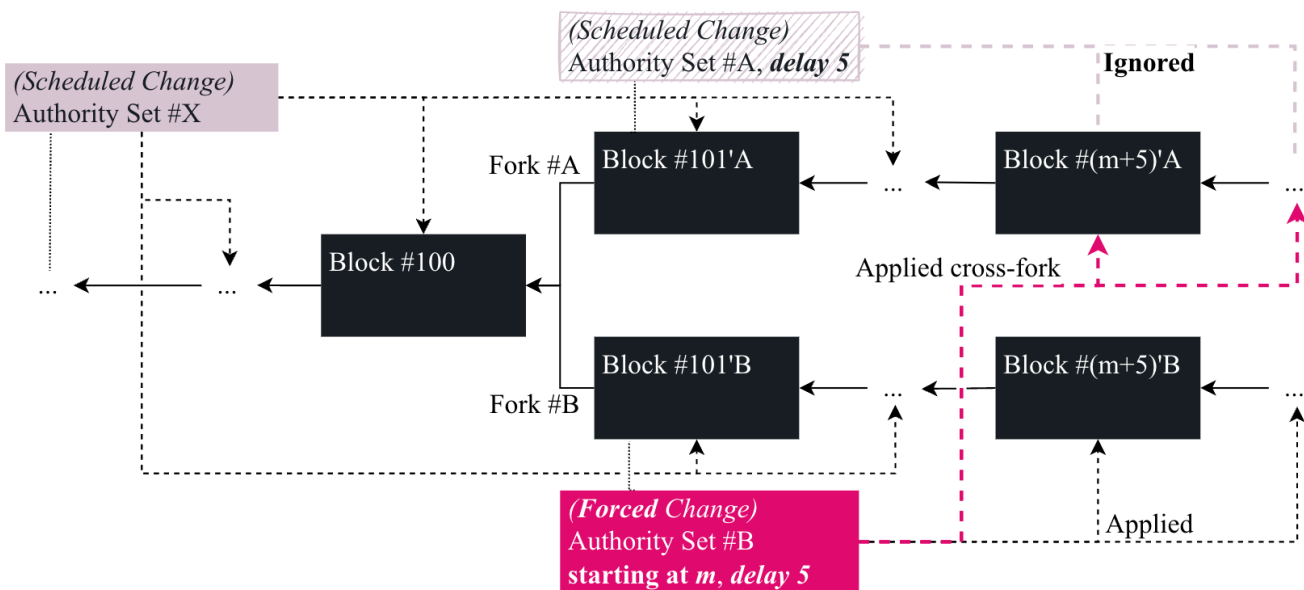 (Scheduled Change)
Authority Set #A, delay 5
Ignored
(Scheduled Change)
Authority Set #X
Fork #A
Block #101'A
...
Block #(m+5)'A
...
Block #100
...
...
Applied cross-fork
Fork #B
Block #101'B
...
Block #(m+5)'B
...
(Forced Change)
Authority Set #B
starting at m, delay 5
Applied